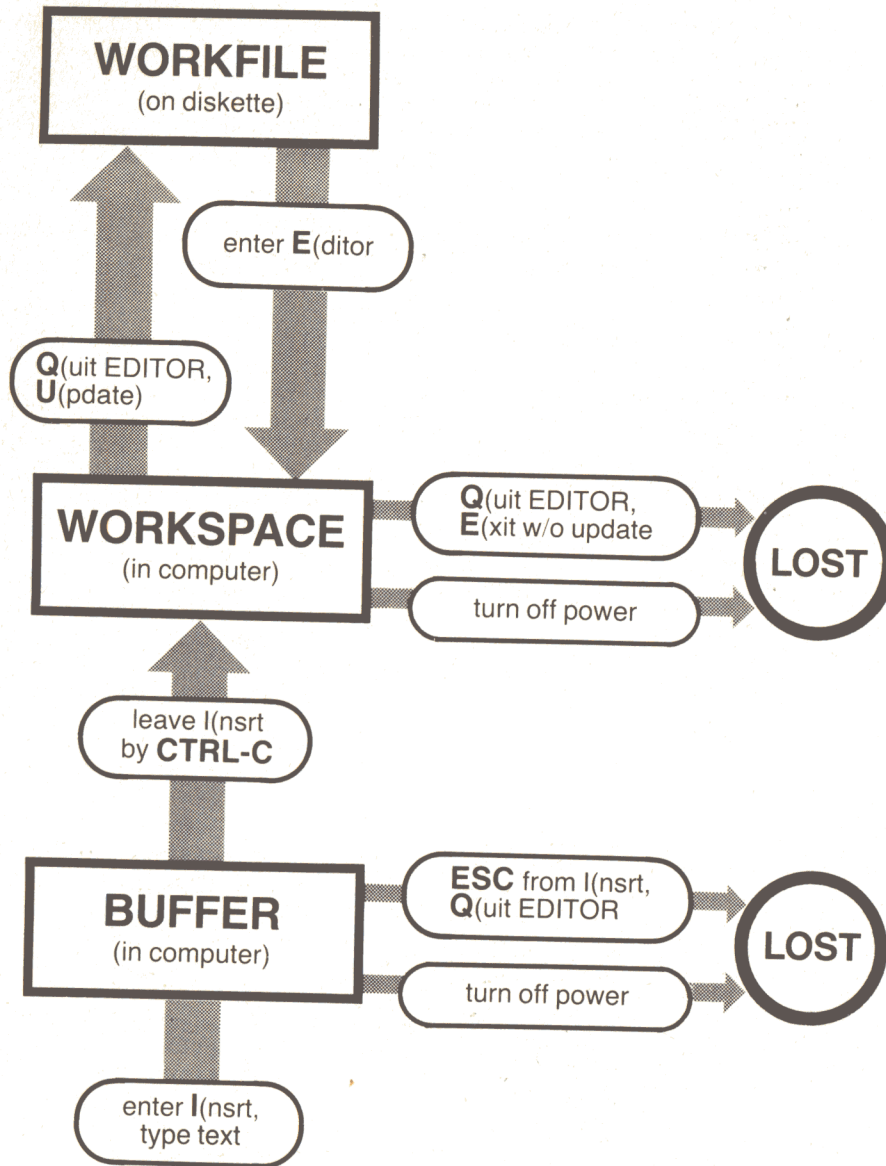 WORKFILE
(on diskette)
enter E(ditor
Q(uit EDITOR,
U(pdate)
WORKSPACE
(in computer)
Q(uit EDITOR,
E(xit w/o update
turn off power
LOST
leave I(nsrt
by CTRL-C
BUFFER
(in computer)
ESC from I(nsrt,
Q(uit EDITOR
turn off power
LOST
enter I(nsrt,
type text